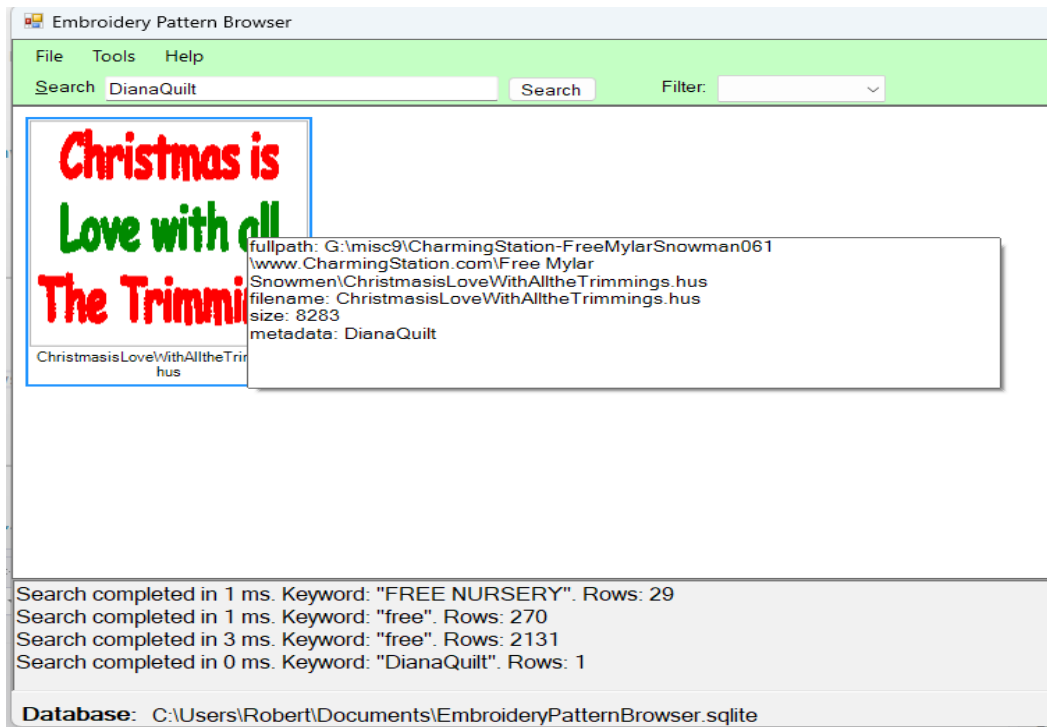 Embroidery Pattern Browser
File Tools Help
Search DianaQuilt Search Filter:
Christmas is
Love with all
The Trimmi
ChristmasisLoveWithAlltheTri
hus
fullpath: G:\misc9\CharmingStation-FreeMylarSnowman061
\www.CharmingStation.com\Free Mylar
Snowmen\ChristmasisLoveWithAlltheTrimmings.hus
filename: ChristmasisLoveWithAlltheTrimmings.hus
size: 8283
metadata: DianaQuilt
Search completed in 1 ms. Keyword: "FREE NURSERY". Rows: 29
Search completed in 1 ms. Keyword: "free". Rows: 270
Search completed in 3 ms. Keyword: "free". Rows: 2131
Search completed in 0 ms. Keyword: "DianaQuilt". Rows: 1
Database: C:\Users\Robert\Documents\EmbroideryPatternBrowser.sqlite